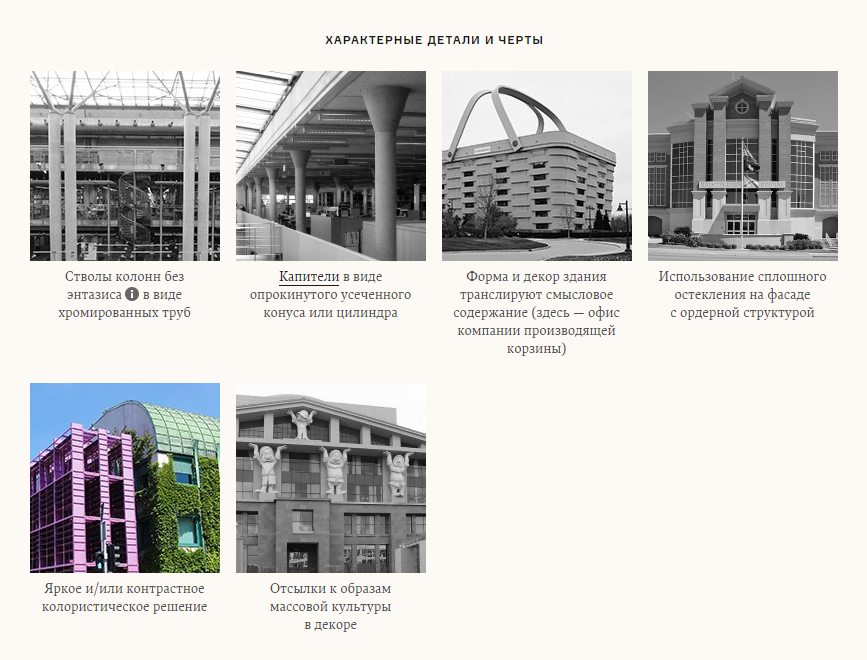 ХАРАКТЕРНЫЕ ДЕТАЛИ И ЧЕРТЫ
Стволы колонн без
энтазиса i в виде
хромированных труб
Капители в виде
опрокинутого усеченного
конуса или цилиндра
Форма и декор здания
транслируют смысловое
содержание (здесь — офис
компании производящей
корзины)
Использование сплошного
остекления на фасаде
с ордерной структурой
Яркое и/или контрастное
колористическое решение
Отсылки к образам
массовой культуры
в декоре